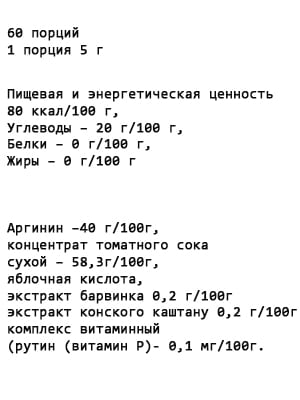 60 порций
1 порция 5 г
Пищевая и энергетическая ценность
80 ккал/100 г,
Углеводы – 20 г/100 г,
Белки – 0 г/100 г,
Жиры – 0 г/100 г
Аргинин –40 г/100г,
концентрат томатного сока
сухой – 58,3г/100г,
яблочная кислота,
экстракт барвинка 0,2 г/100г
экстракт конского каштану 0,2 г/100г
комплекс витаминный
(рутин (витамин Р)- 0,1 мг/100г.